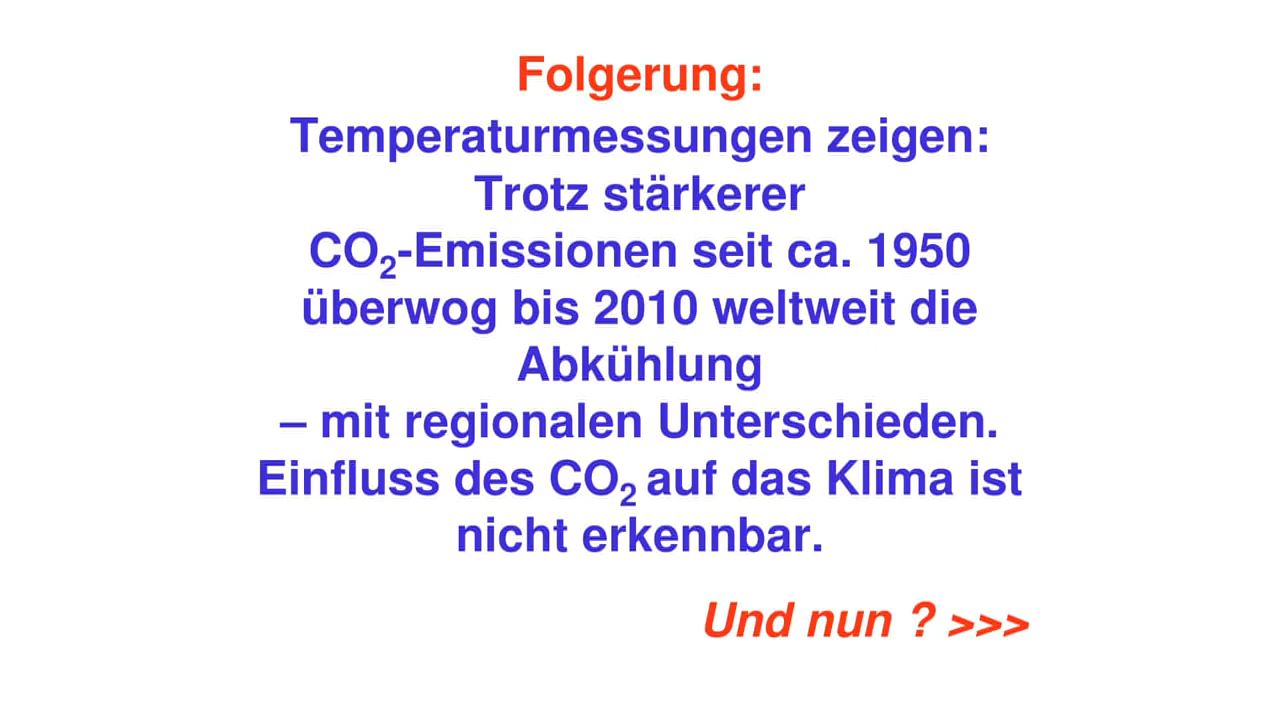 Folgerung:
Temperaturmessungen zeigen:
Trotz stärkerer
CO₂-Emissionen seit ca. 1950
überwog bis 2010 weltweit die
Abkühlung
– mit regionalen Unterschieden.
Einfluss des CO₂ auf das Klima ist
nicht erkennbar.
Und nun ? >>>